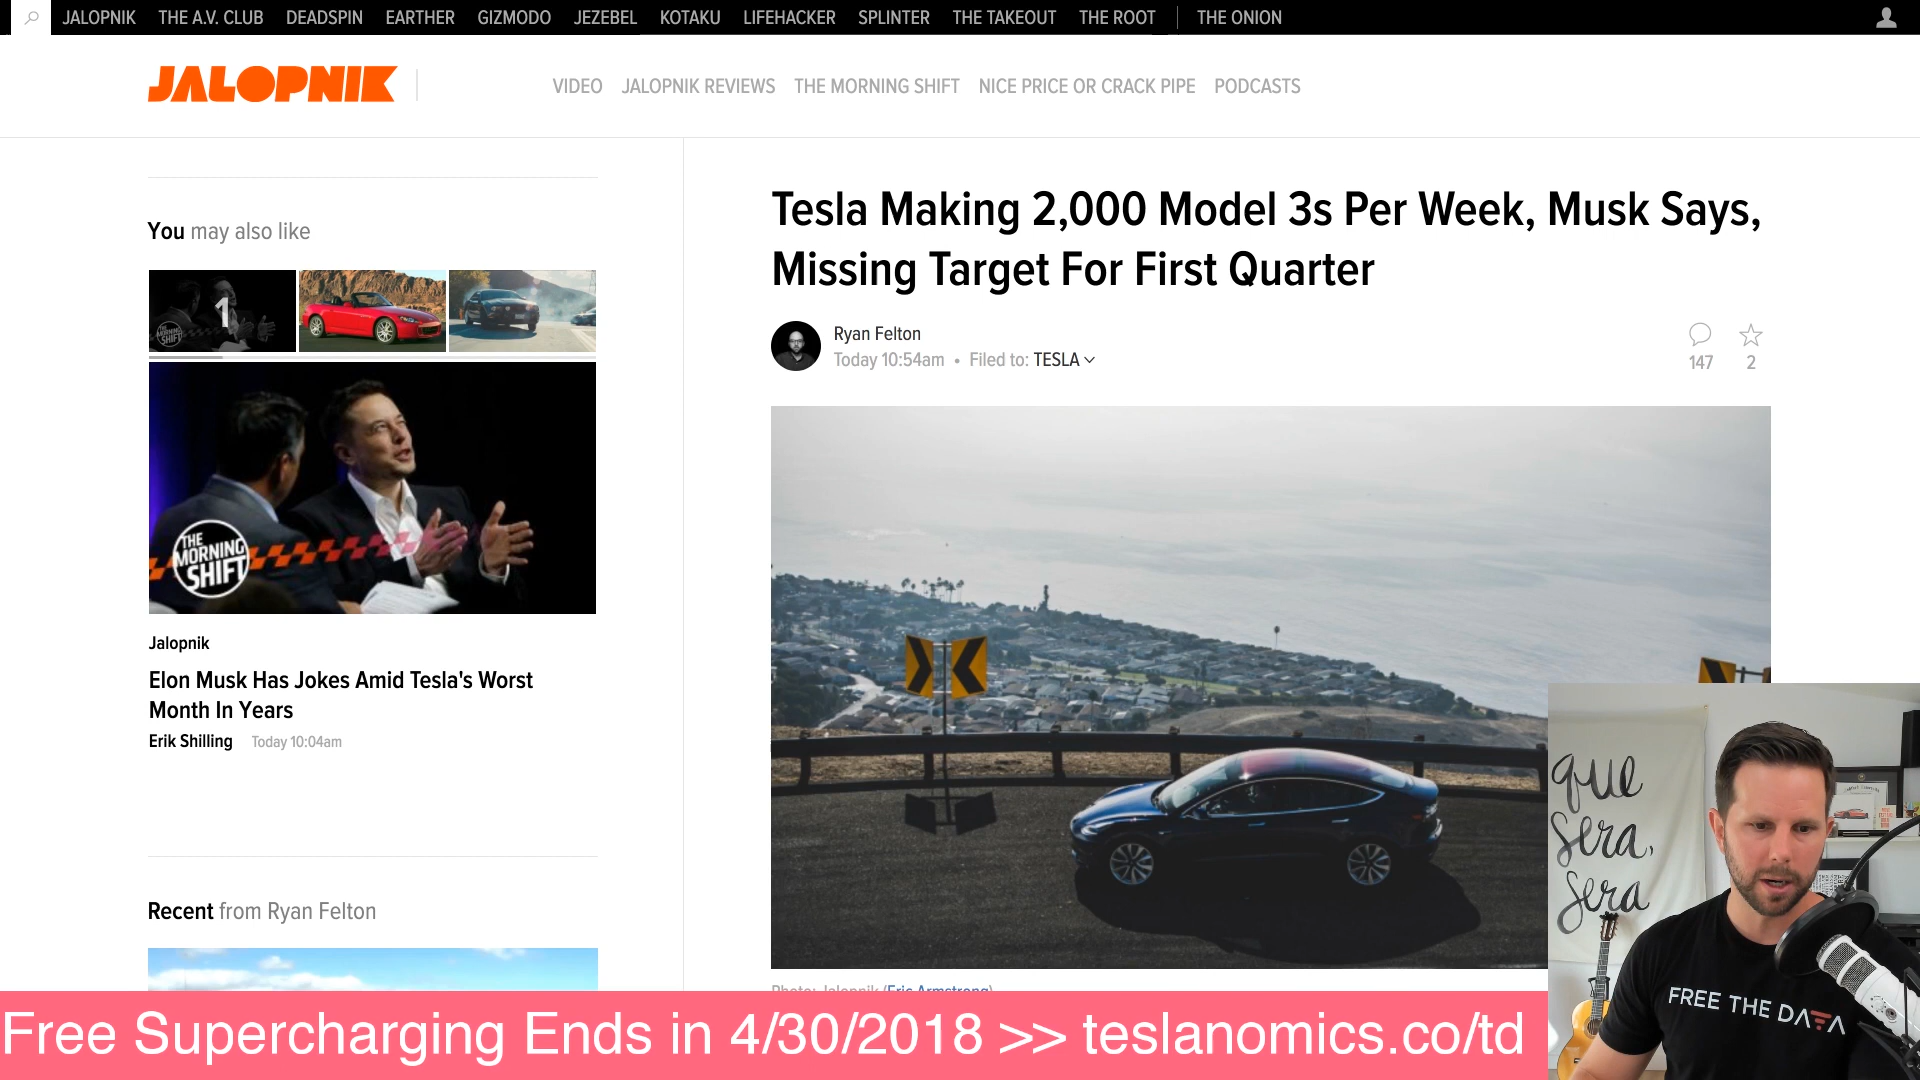 JALOPNIK THE A.V. CLUB DEADSPIN EARTHER GIZMODO JEZEBEL KOTAKU LIFEHACKER SPLINTER THE TAKEOUT THE ROOT THE ONION
JALOPNIK
VIDEO JALOPNIK REVIEWS THE MORNING SHIFT NICE PRICE OR CRACK PIPE PODCASTS
You may also like
1
THE MORNING SHIFT
Jalopnik
Elon Musk Has Jokes Amid Tesla's Worst
Month In Years
Erik Shilling Today 10:04am
Recent from Ryan Felton
Tesla Making 2,000 Model 3s Per Week, Musk Says,
Missing Target For First Quarter
Ryan Felton
Today 10:54am • Filed to: TESLA
147 2
Photo: Jalopnik (Eric Armstrong)
que
sera,
sera
FREE THE DATA
Free Supercharging Ends in 4/30/2018 >> teslanomics.co/td